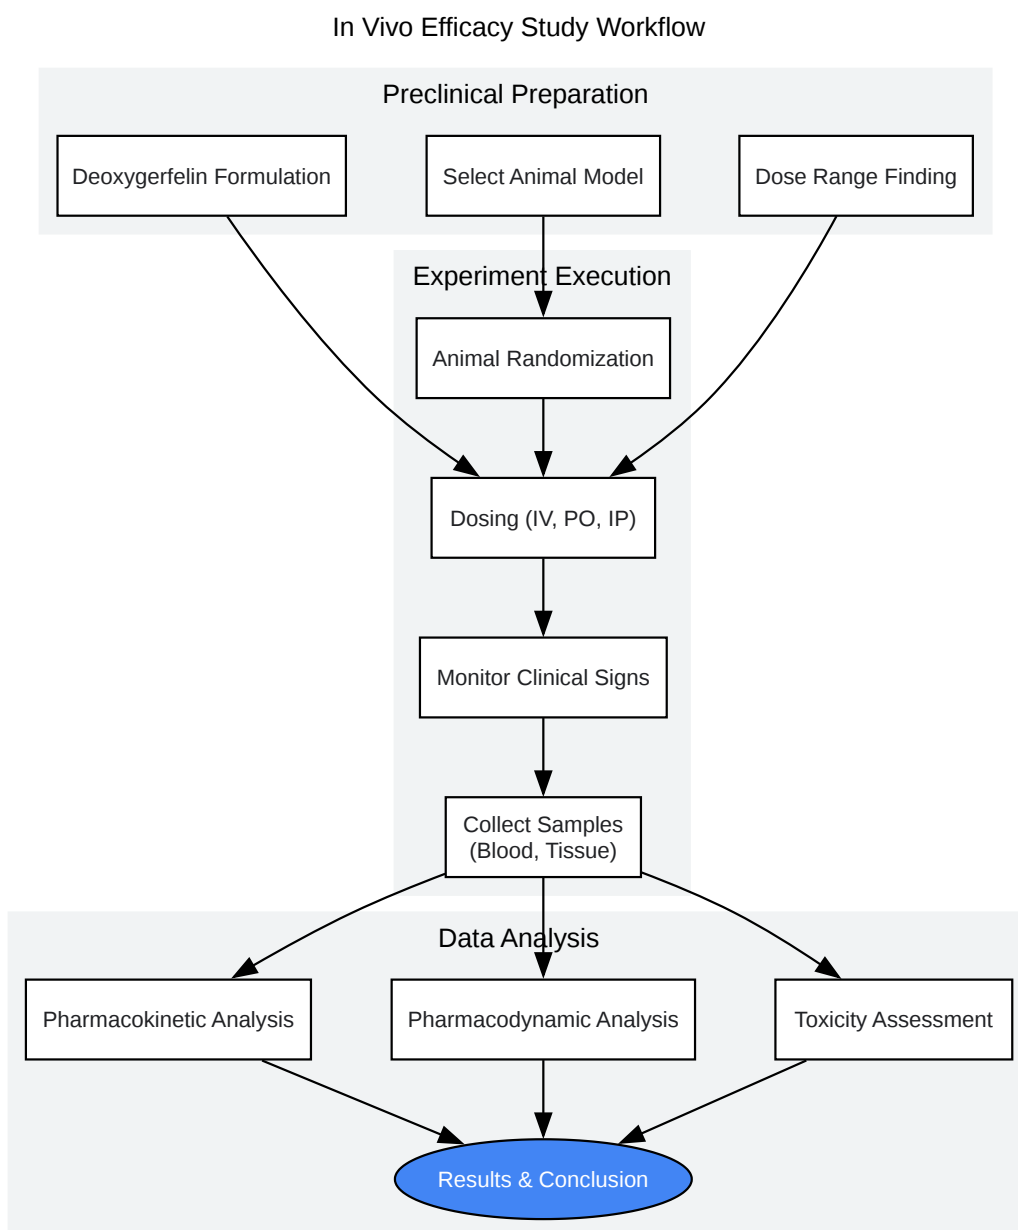 In Vivo Efficacy Study Workflow
Preclinical Preparation
Deoxygerfelin Formulation
Select Animal Model
Dose Range Finding
Experiment Execution
Animal Randomization
Dosing (IV, PO, IP)
Monitor Clinical Signs
Collect Samples
(Blood, Tissue)
Data Analysis
Pharmacokinetic Analysis
Pharmacodynamic Analysis
Toxicity Assessment
Results & Conclusion